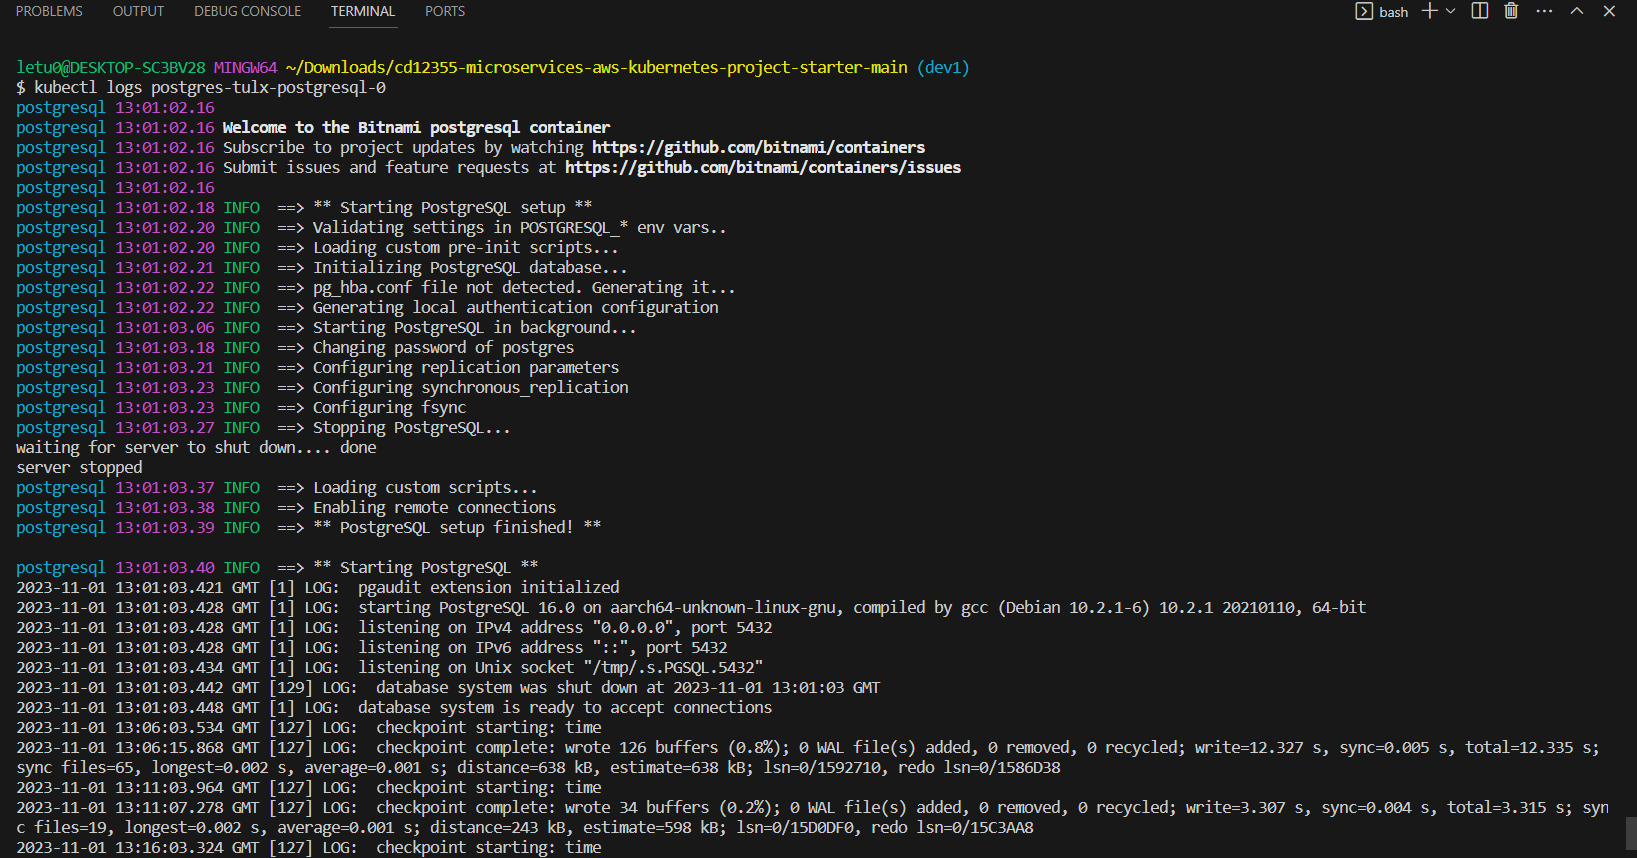 PROBLEMS OUTPUT DEBUG CONSOLE TERMINAL PORTS bash
letu0@DESKTOP-SC3BV28 MINGW64 ~/Downloads/cd12355-microservices-aws-kubernetes-project-starter-main (dev1)
$ kubectl logs postgres-tulx-postgresql-0
postgresql 13:01:02.16
postgresql 13:01:02.16 Welcome to the Bitnami postgresql container
postgresql 13:01:02.16 Subscribe to project updates by watching https://github.com/bitnami/containers
postgresql 13:01:02.16 Submit issues and feature requests at https://github.com/bitnami/containers/issues
postgresql 13:01:02.16
postgresql 13:01:02.18 INFO  ==> ** Starting PostgreSQL setup **
postgresql 13:01:02.20 INFO  ==> Validating settings in POSTGRESQL_* env vars..
postgresql 13:01:02.20 INFO  ==> Loading custom pre-init scripts...
postgresql 13:01:02.21 INFO  ==> Initializing PostgreSQL database...
postgresql 13:01:02.22 INFO  ==> pg_hba.conf file not detected. Generating it...
postgresql 13:01:02.22 INFO  ==> Generating local authentication configuration
postgresql 13:01:03.06 INFO  ==> Starting PostgreSQL in background...
postgresql 13:01:03.18 INFO  ==> Changing password of postgres
postgresql 13:01:03.21 INFO  ==> Configuring replication parameters
postgresql 13:01:03.23 INFO  ==> Configuring synchronous_replication
postgresql 13:01:03.23 INFO  ==> Configuring fsync
postgresql 13:01:03.27 INFO  ==> Stopping PostgreSQL...
waiting for server to shut down.... done
server stopped
postgresql 13:01:03.37 INFO  ==> Loading custom scripts...
postgresql 13:01:03.38 INFO  ==> Enabling remote connections
postgresql 13:01:03.39 INFO  ==> ** PostgreSQL setup finished! **
postgresql 13:01:03.40 INFO  ==> ** Starting PostgreSQL **
2023-11-01 13:01:03.421 GMT [1] LOG:  pgaudit extension initialized
2023-11-01 13:01:03.428 GMT [1] LOG:  starting PostgreSQL 16.0 on aarch64-unknown-linux-gnu, compiled by gcc (Debian 10.2.1-6) 10.2.1 20210110, 64-bit
2023-11-01 13:01:03.428 GMT [1] LOG:  listening on IPv4 address "0.0.0.0", port 5432
2023-11-01 13:01:03.428 GMT [1] LOG:  listening on IPv6 address "::", port 5432
2023-11-01 13:01:03.434 GMT [1] LOG:  listening on Unix socket "/tmp/.s.PGSQL.5432"
2023-11-01 13:01:03.442 GMT [129] LOG:  database system was shut down at 2023-11-01 13:01:03 GMT
2023-11-01 13:01:03.448 GMT [1] LOG:  database system is ready to accept connections
2023-11-01 13:06:03.534 GMT [127] LOG:  checkpoint starting: time
2023-11-01 13:06:15.868 GMT [127] LOG:  checkpoint complete: wrote 126 buffers (0.8%); 0 WAL file(s) added, 0 removed, 0 recycled; write=12.327 s, sync=0.005 s, total=12.335 s;
sync files=65, longest=0.002 s, average=0.001 s; distance=638 kB, estimate=638 kB; lsn=0/1592710, redo lsn=0/1586D38
2023-11-01 13:11:03.964 GMT [127] LOG:  checkpoint starting: time
2023-11-01 13:11:07.278 GMT [127] LOG:  checkpoint complete: wrote 34 buffers (0.2%); 0 WAL file(s) added, 0 removed, 0 recycled; write=3.307 s, sync=0.004 s, total=3.315 s; syn
c files=19, longest=0.002 s, average=0.001 s; distance=243 kB, estimate=598 kB; lsn=0/15D0DF0, redo lsn=0/15C3AA8
2023-11-01 13:16:03.324 GMT [127] LOG:  checkpoint starting: time